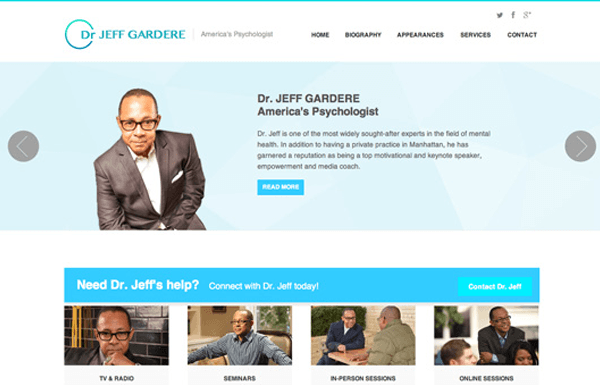 Dr JEFF GARDERE
America's Psychologist
HOME BIOGRAPHY APPEARANCES SERVICES CONTACT
Dr. JEFF GARDERE
America's Psychologist
Dr. Jeff is one of the most widely sought-after experts in the field of mental
health. In addition to having a private practice in Manhattan, he has
garnered a reputation as being a top motivational and keynote speaker,
empowerment and media coach.
READ MORE
Need Dr. Jeff's help? Connect with Dr. Jeff today! Contact Dr. Jeff
TV & RADIO SEMINARS IN-PERSON SESSIONS ONLINE SESSIONS